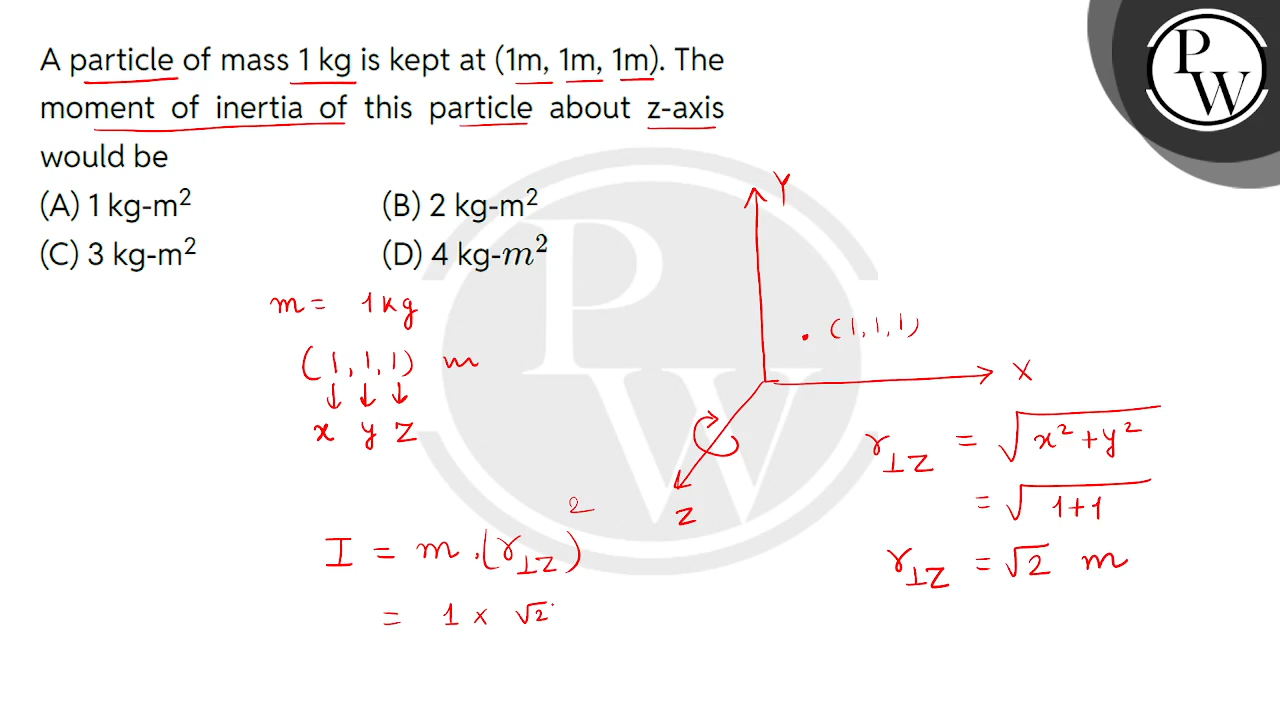 A particle of mass 1 kg is kept at (1m, 1m, 1m). The
moment of inertia of this particle about z-axis
would be
(A) 1 kg-m² (B) 2 kg-m²
(C) 3 kg-m² (D) 4 kg-m²
m = 1 kg
(1, 1, 1) m
↓ ↓ ↓
x y z
I = m.(r⊥z)²
= 1 × √2
Y
.(1,1,1)
X
Z
r⊥z = √x²+y²
= √1+1
r⊥z = √2 m
P
W
P
W